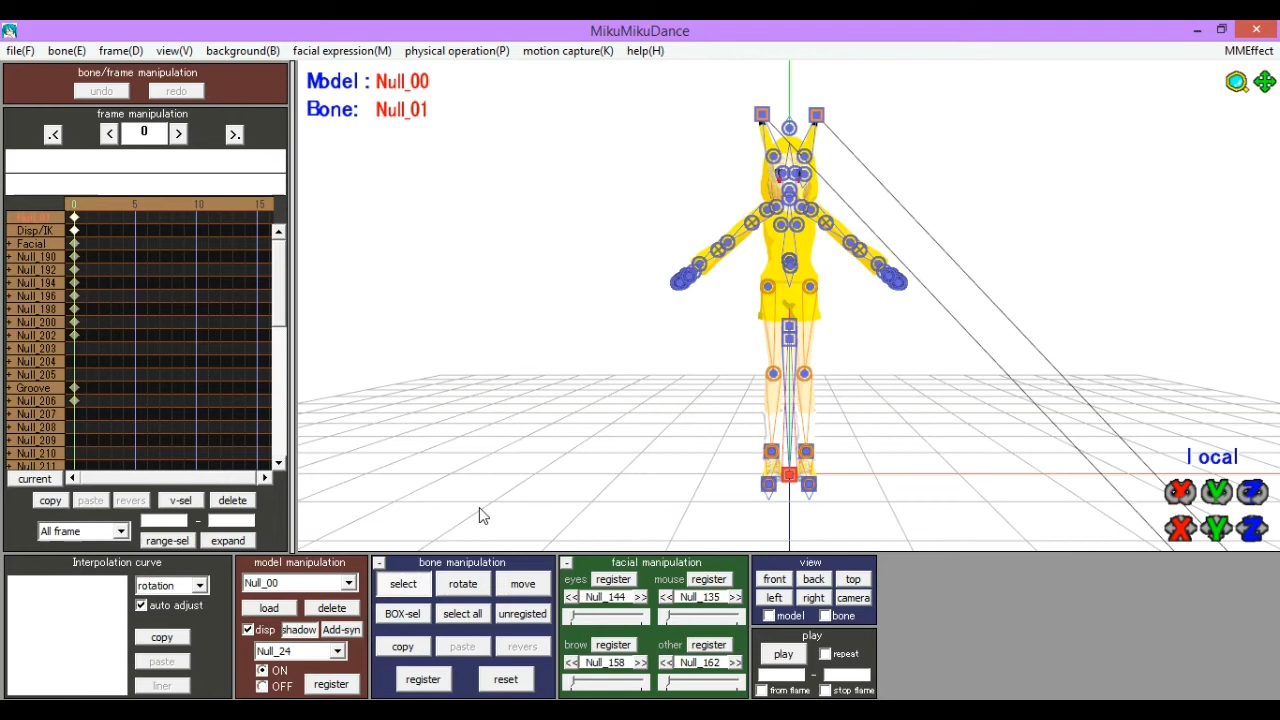 MikuMikuDance
file(F) bone(E) frame(D) view(V) background(B) facial expression(M) physical operation(P) motion capture(K) help(H) MMEffect
bone/frame manipulation
undo redo
frame manipulation
.< < 0 > >.
0 5 10 15
Disp/IK
+ Facial
+ Null_190
+ Null_192
+ Null_194
+ Null_196
+ Null_198
+ Null_200
+ Null_202
+ Null_203
+ Null_204
+ Null_205
+ Groove
+ Null_206
+ Null_207
+ Null_208
+ Null_209
+ Null_210
+ Null_211
current
copy paste revers v-sel delete
All frame -
range-sel expand
Model : Null_00
Bone: Null_01
local
X Y Z
X Y Z
Interpolation curve
rotation
auto adjust
copy
paste
liner
model manipulation
Null_00
load delete
disp shadow Add-syn
Null_24
ON
OFF register
- bone manipulation
select rotate move
BOX-sel select all unregisted
copy paste revers
register reset
- facial manipulation
eyes register mouse register
<< Null_144 >> << Null_135 >>
brow register other register
<< Null_158 >> << Null_162 >>
view
front back top
left right camera
model bone
play
play repeat
-
from flame stop flame